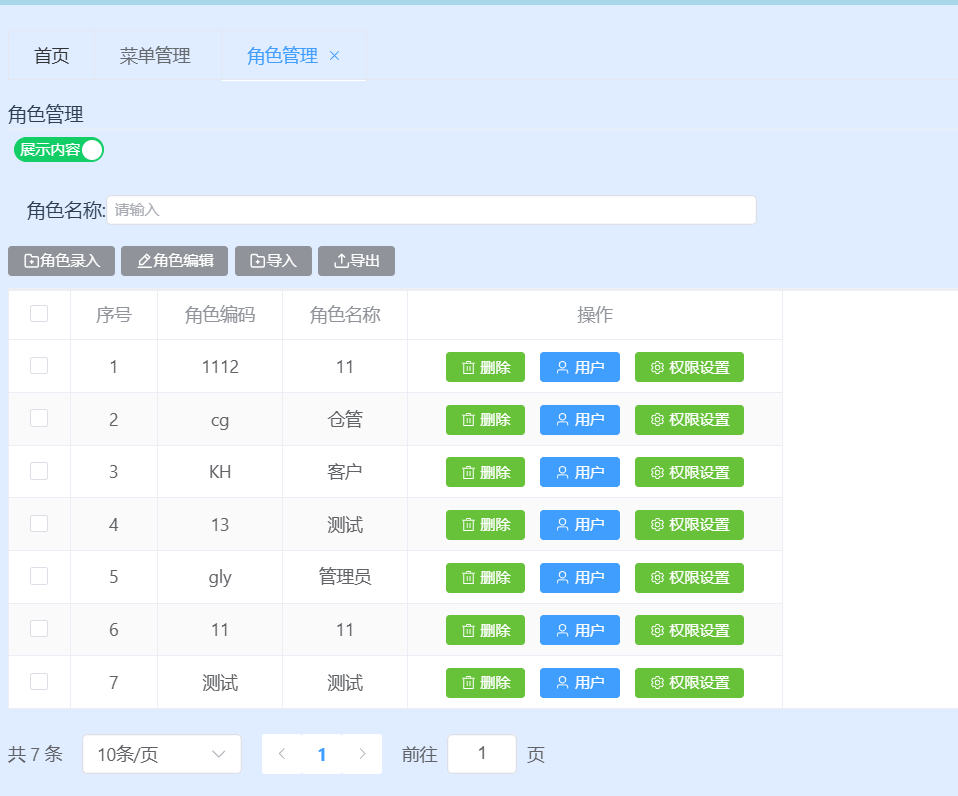 首页 菜单管理 角色管理
角色管理
展示内容
角色名称: 请输入
角色录入 角色编辑 导入 导出
序号 角色编码 角色名称 操作
1 1112 11 删除 用户 权限设置
2 cg 仓管 删除 用户 权限设置
3 KH 客户 删除 用户 权限设置
4 13 测试 删除 用户 权限设置
5 gly 管理员 删除 用户 权限设置
6 11 11 删除 用户 权限设置
7 测试 测试 删除 用户 权限设置
共 7 条 10条/页 1 前往 1 页